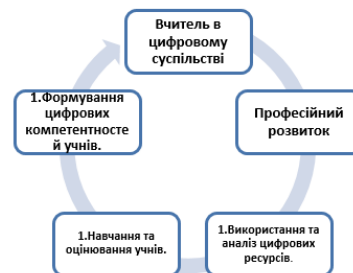 Вчитель в
цифровому
суспільстві
Професійний
розвиток
1.Використання та
аналіз цифрових
ресурсів.
1.Навчання та
оцінювання учнів.
1.Формування
цифрових
компетентносте
й учнів.